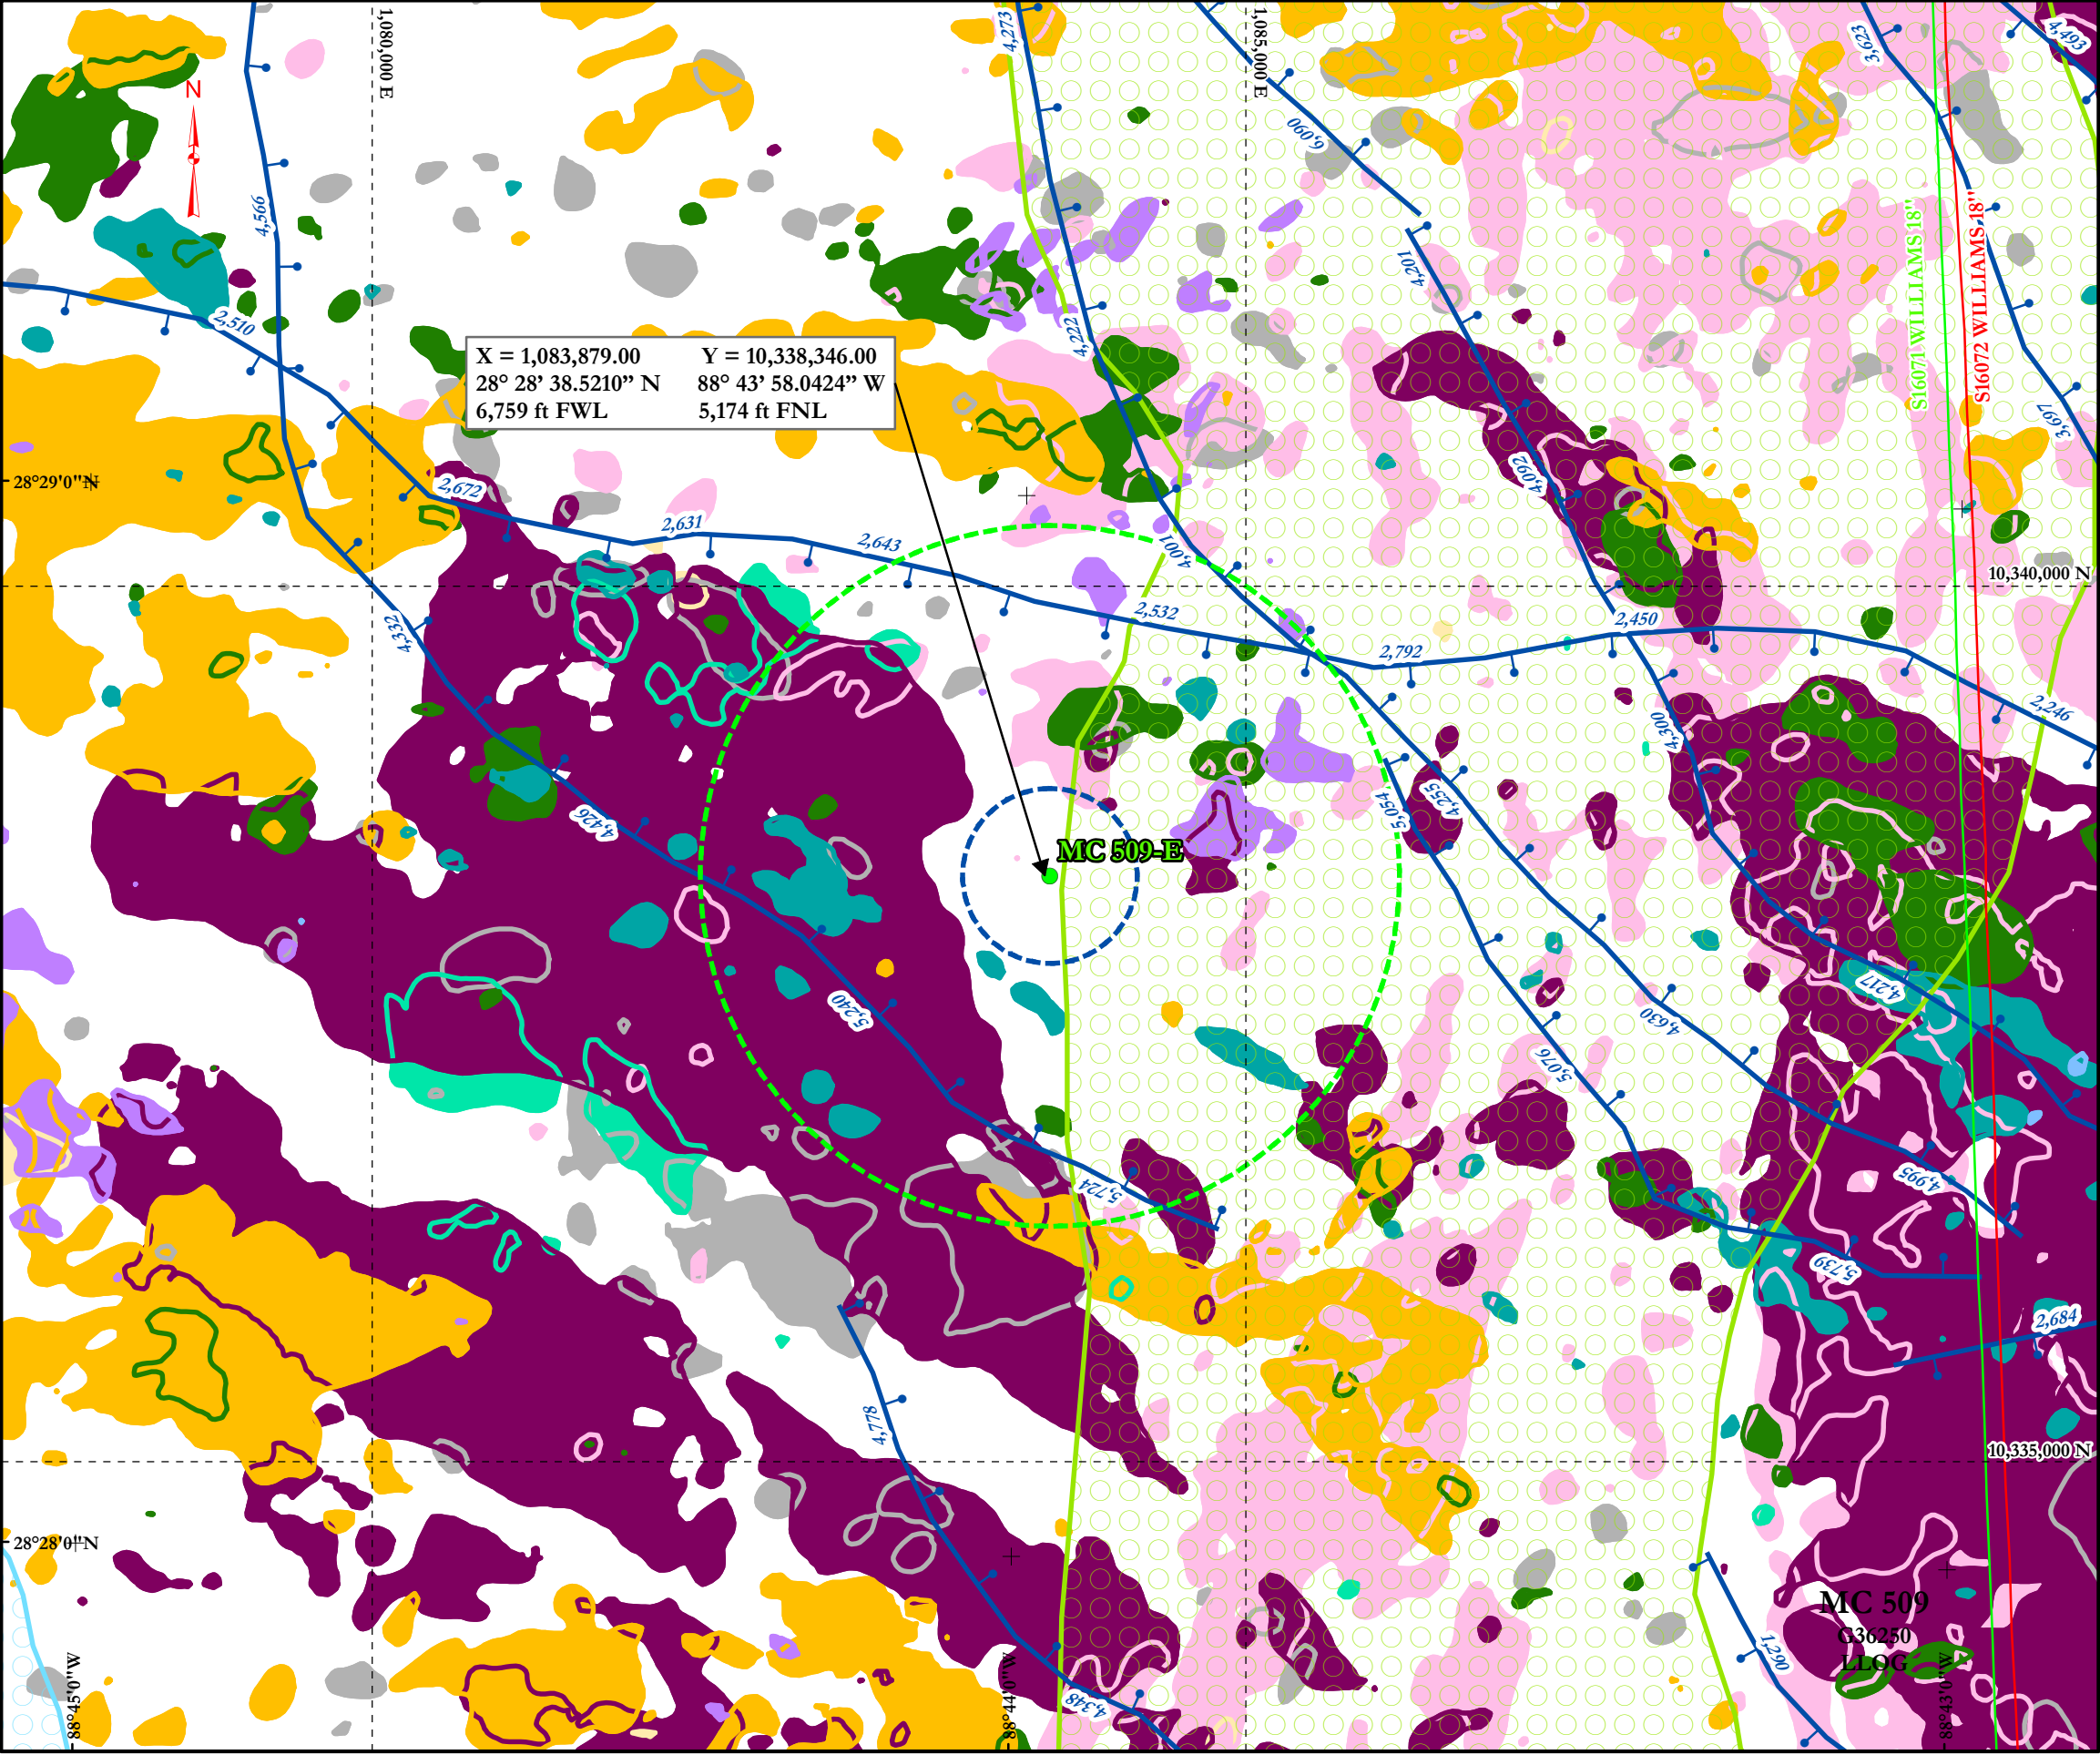 1,080,000 E
4,273
1,085,000 E
3,623
4,493
N
6,090
4,566
S16071 WILLIAMS 18"
S16072 WILLIAMS 18"
4,201
2,510
4,222
X = 1,083,879.00 Y = 10,338,346.00
28° 28' 38.5210" N 88° 43' 58.0424" W
6,759 ft FWL 5,174 ft FNL
3,697
28°29'0"N
2,672
4,092
2,631
2,643
4,001
10,340,000 N
2,532
4,332
2,450
2,792
2,246
4,300
4,255
5,054
4,426
MC 509-E
5,240
4,217
4,630
5,076
5,724
4,995
5,739
2,684
4,778
10,335,000 N
28°28'0"N
MC 509
G36250
LLOG
1,267
88°45'0"W
88°44'0"W
4,348
88°43'0"W